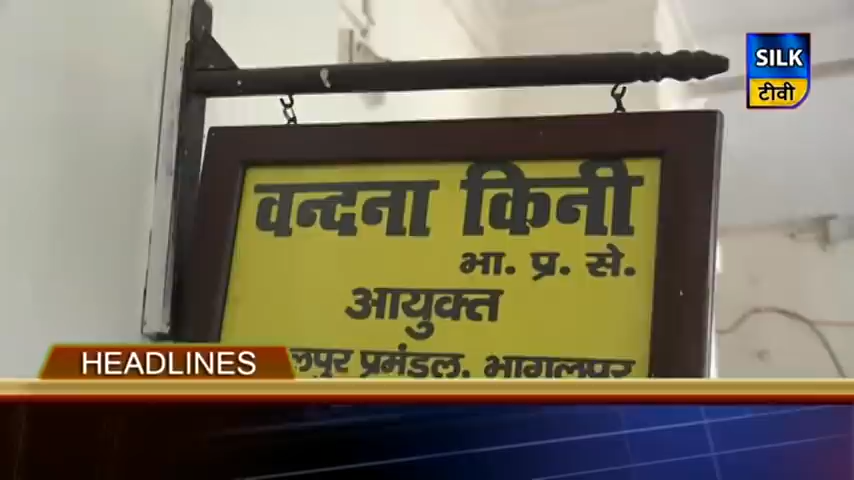 SILK
टीवी
वन्दना किनी
भा. प्र. से.
आयुक्त
लपुर प्रमंडल, भागलपुर
HEADLINES